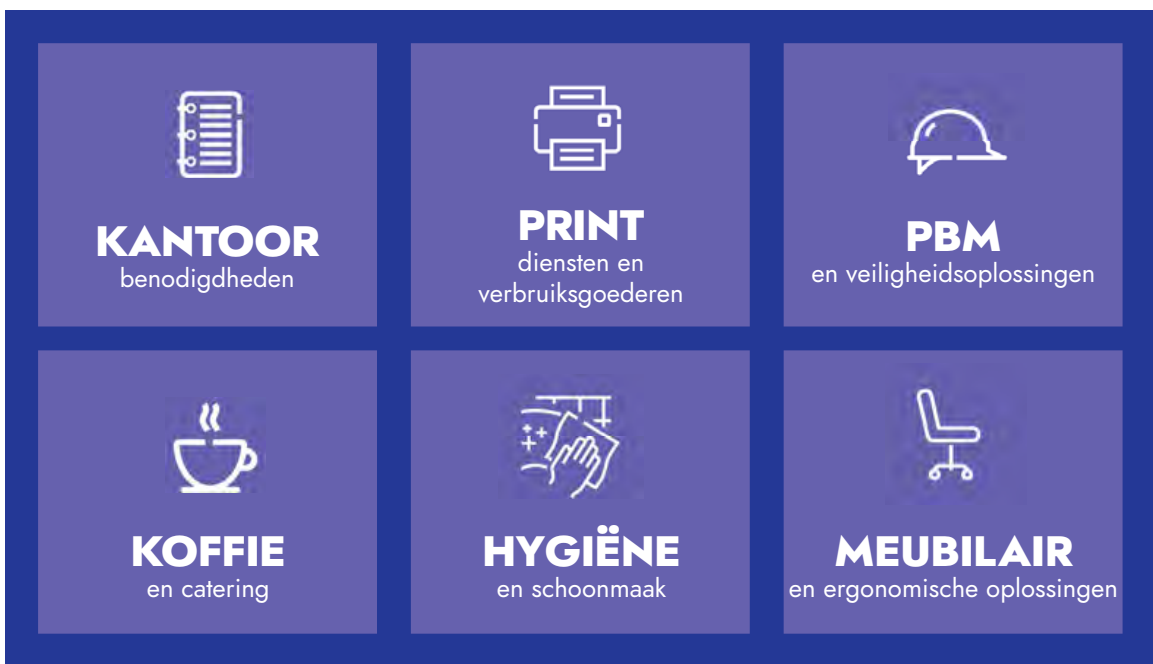 KANTOOR
benodigdheden
PRINT
diensten en
verbruiksgoederen
PBM
en veiligheidsoplossingen
KOFFIE
en catering
HYGIËNE
en schoonmaak
MEUBILAIR
en ergonomische oplossingen